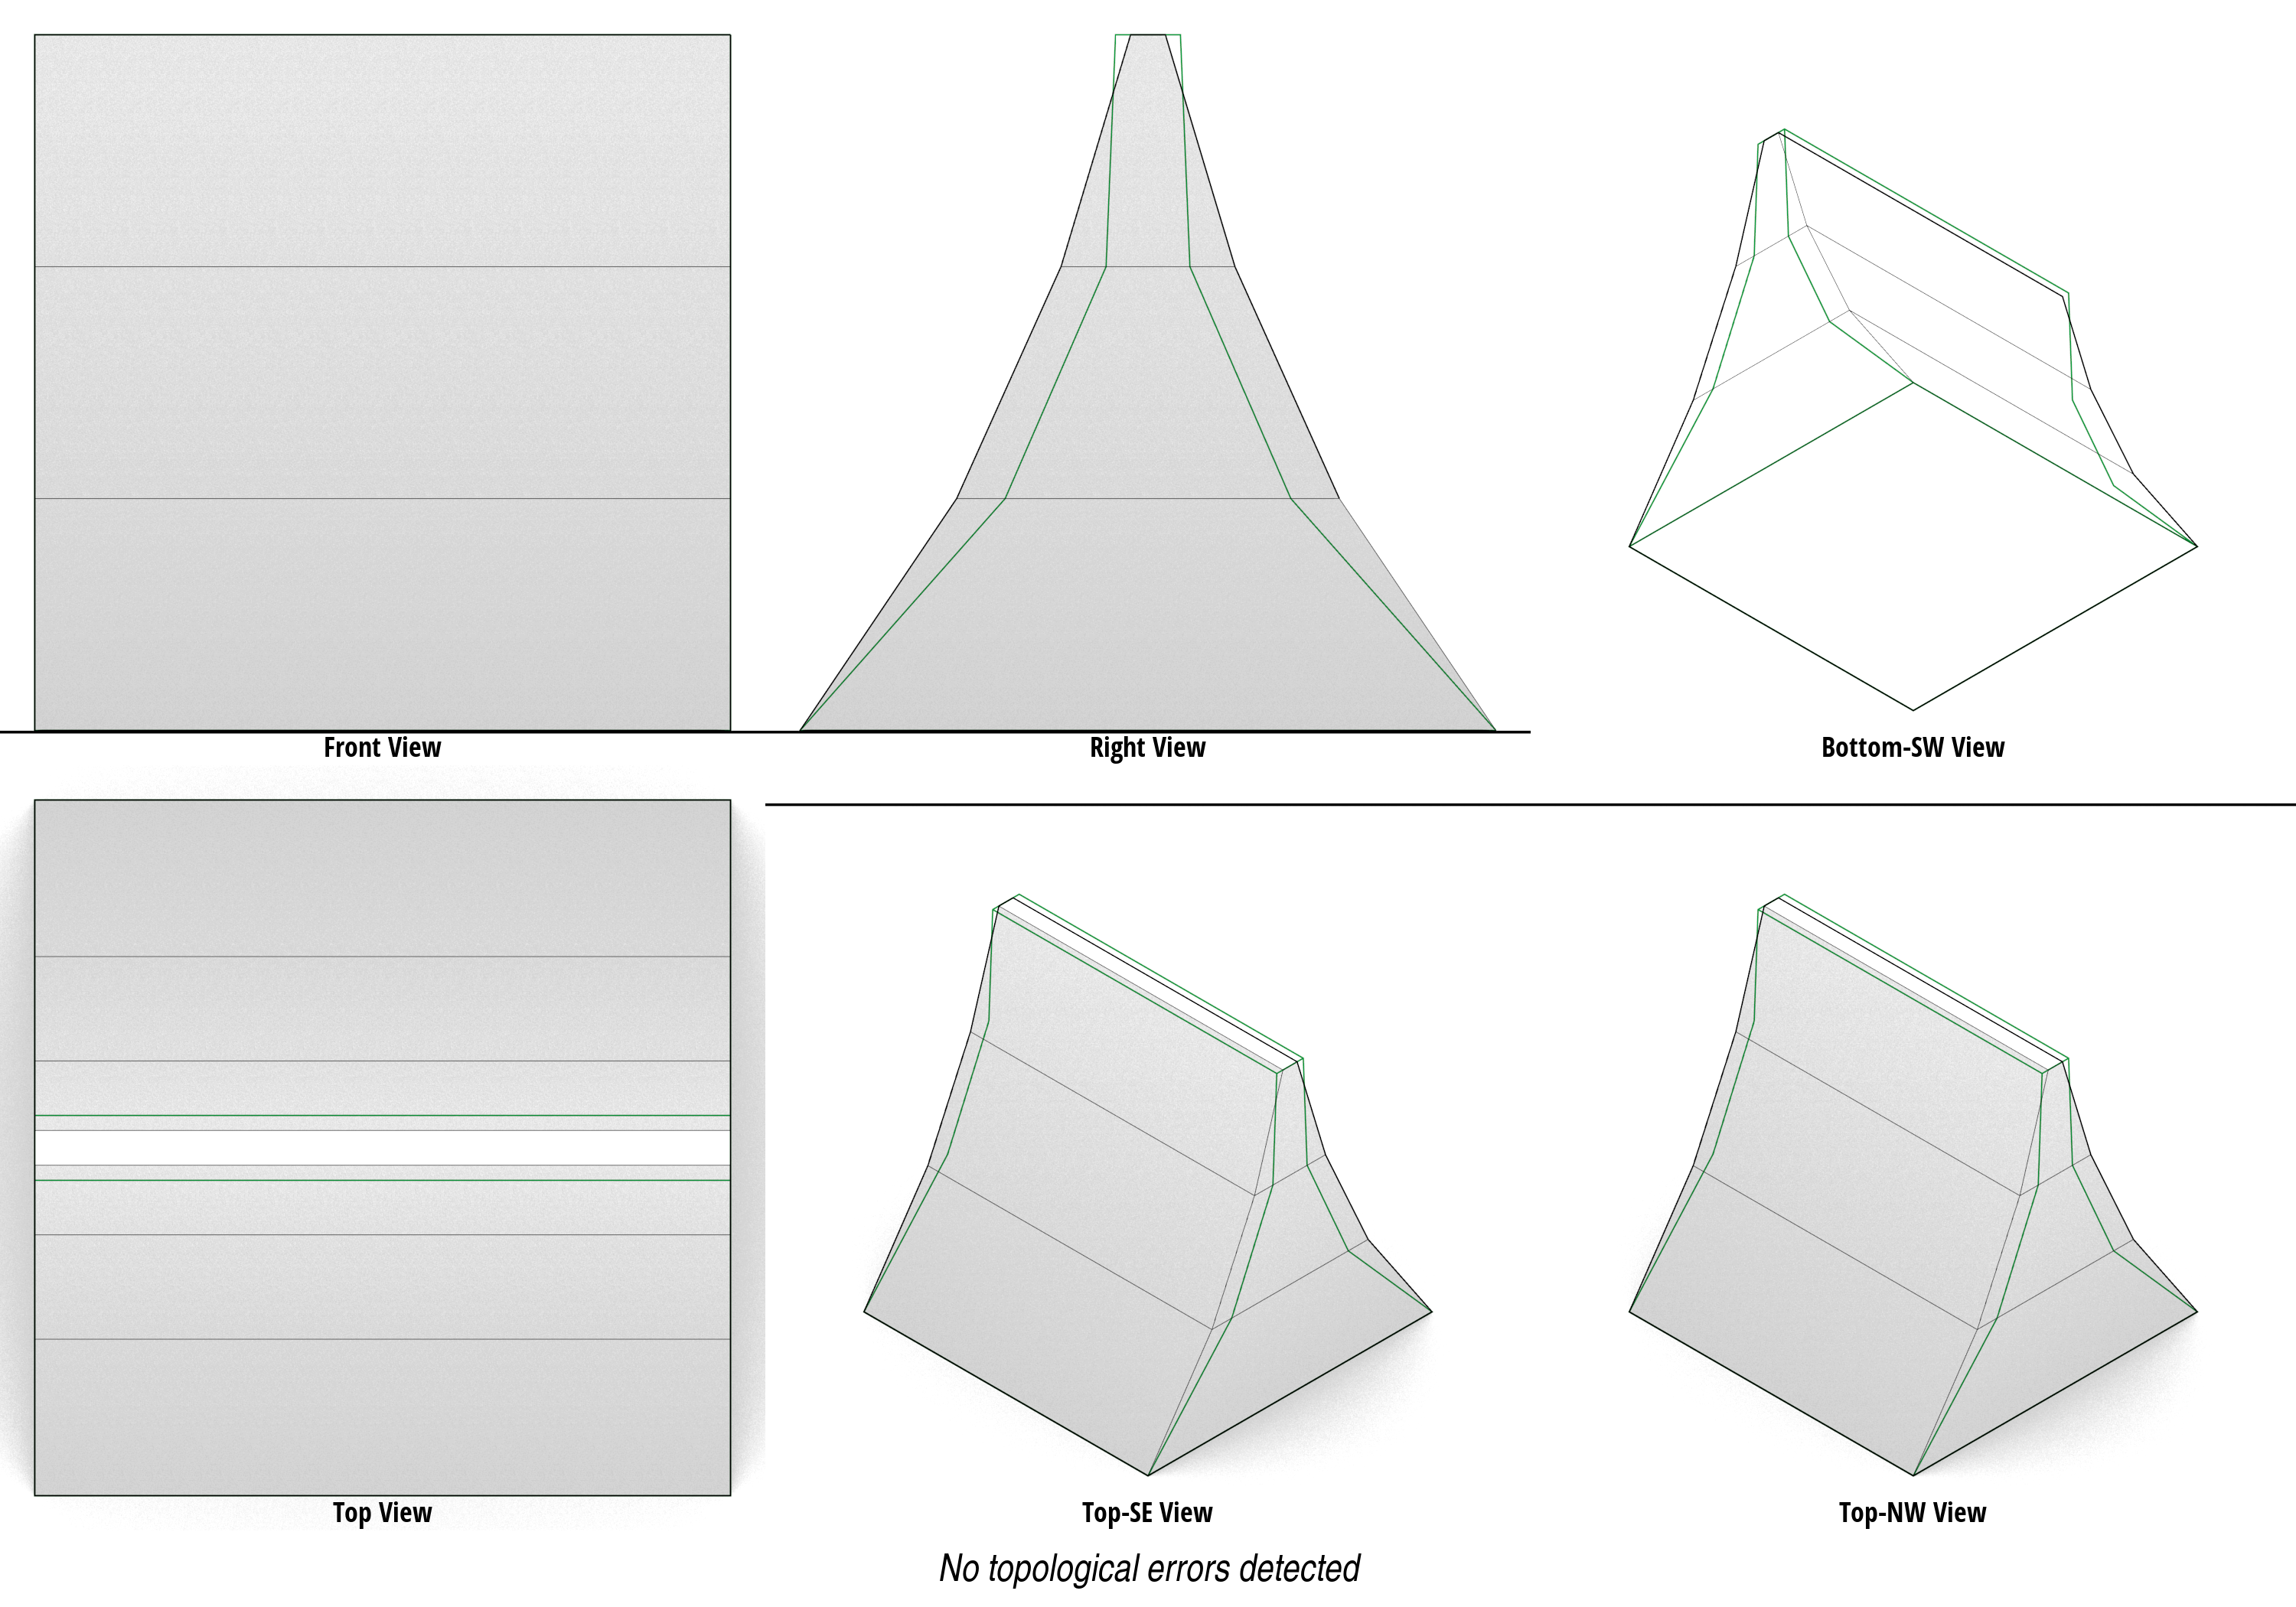 Front View
Right View
Bottom-SW View
Top View
Top-SE View
Top-NW View
No topological errors detected